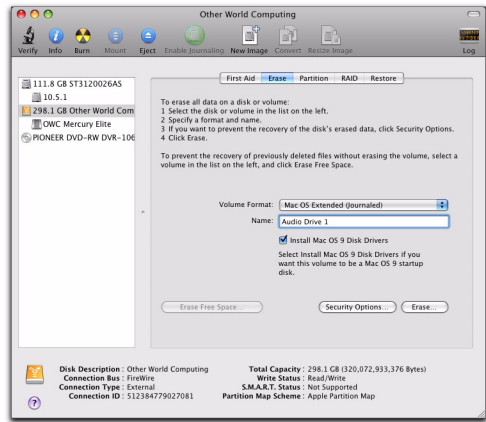 Other World Computing
Verify Info Burn Mount Eject Enable Journaling New Image Convert Resize Image Log
First Aid Erase Partition RAID Restore
111.8 GB ST3120026AS
10.5.1
298.1 GB Other World Com
OWC Mercury Elite
PIONEER DVD-RW DVR-106
To erase all data on a disk or volume:
1 Select the disk or volume in the list on the left.
2 Specify a format and name.
3 If you want to prevent the recovery of the disk's erased data, click Security Options.
4 Click Erase.
To prevent the recovery of previously deleted files without erasing the volume, select a
volume in the list on the left, and click Erase Free Space.
Volume Format: Mac OS Extended (Journaled)
Name: Audio Drive 1
Install Mac OS 9 Disk Drivers
Select Install Mac OS 9 Disk Drivers if you
want this volume to be a Mac OS 9 startup
disk.
Erase Free Space... Security Options... Erase...
Disk Description : Other World Computing Total Capacity : 298.1 GB (320,072,933,376 Bytes)
Connection Bus : FireWire Write Status : Read/Write
Connection Type : External S.M.A.R.T. Status : Not Supported
Connection ID : 512384779027081 Partition Map Scheme : Apple Partition Map
?